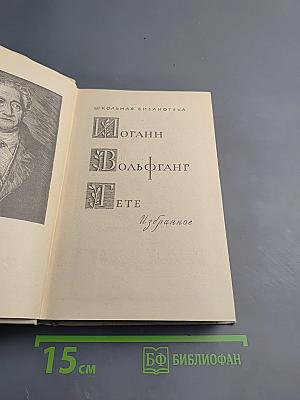 ШКОЛЬНАЯ БИБЛИОТЕКА
ИОГАНН
ВОЛЬФГАНГ
ГЕТЕ
Избранное
15 см
БФ БИБЛИОФАН